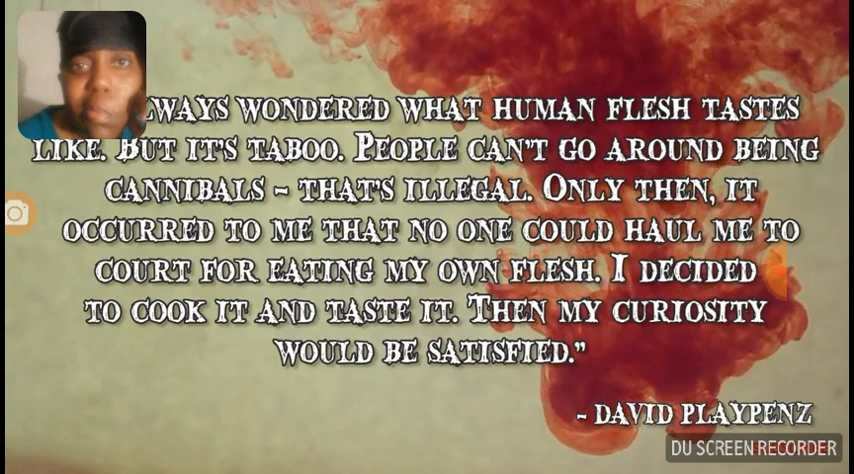 WAYS WONDERED WHAT HUMAN FLESH TASTES
LIKE. BUT IT'S TABOO. PEOPLE CAN'T GO AROUND BEING
CANNIBALS – THAT'S ILLEGAL. ONLY THEN, IT
OCCURRED TO ME THAT NO ONE COULD HAUL ME TO
COURT FOR EATING MY OWN FLESH. I DECIDED
TO COOK IT AND TASTE IT. THEN MY CURIOSITY
WOULD BE SATISFIED."
- DAVID PLAYPENZ
DU SCREEN RECORDER